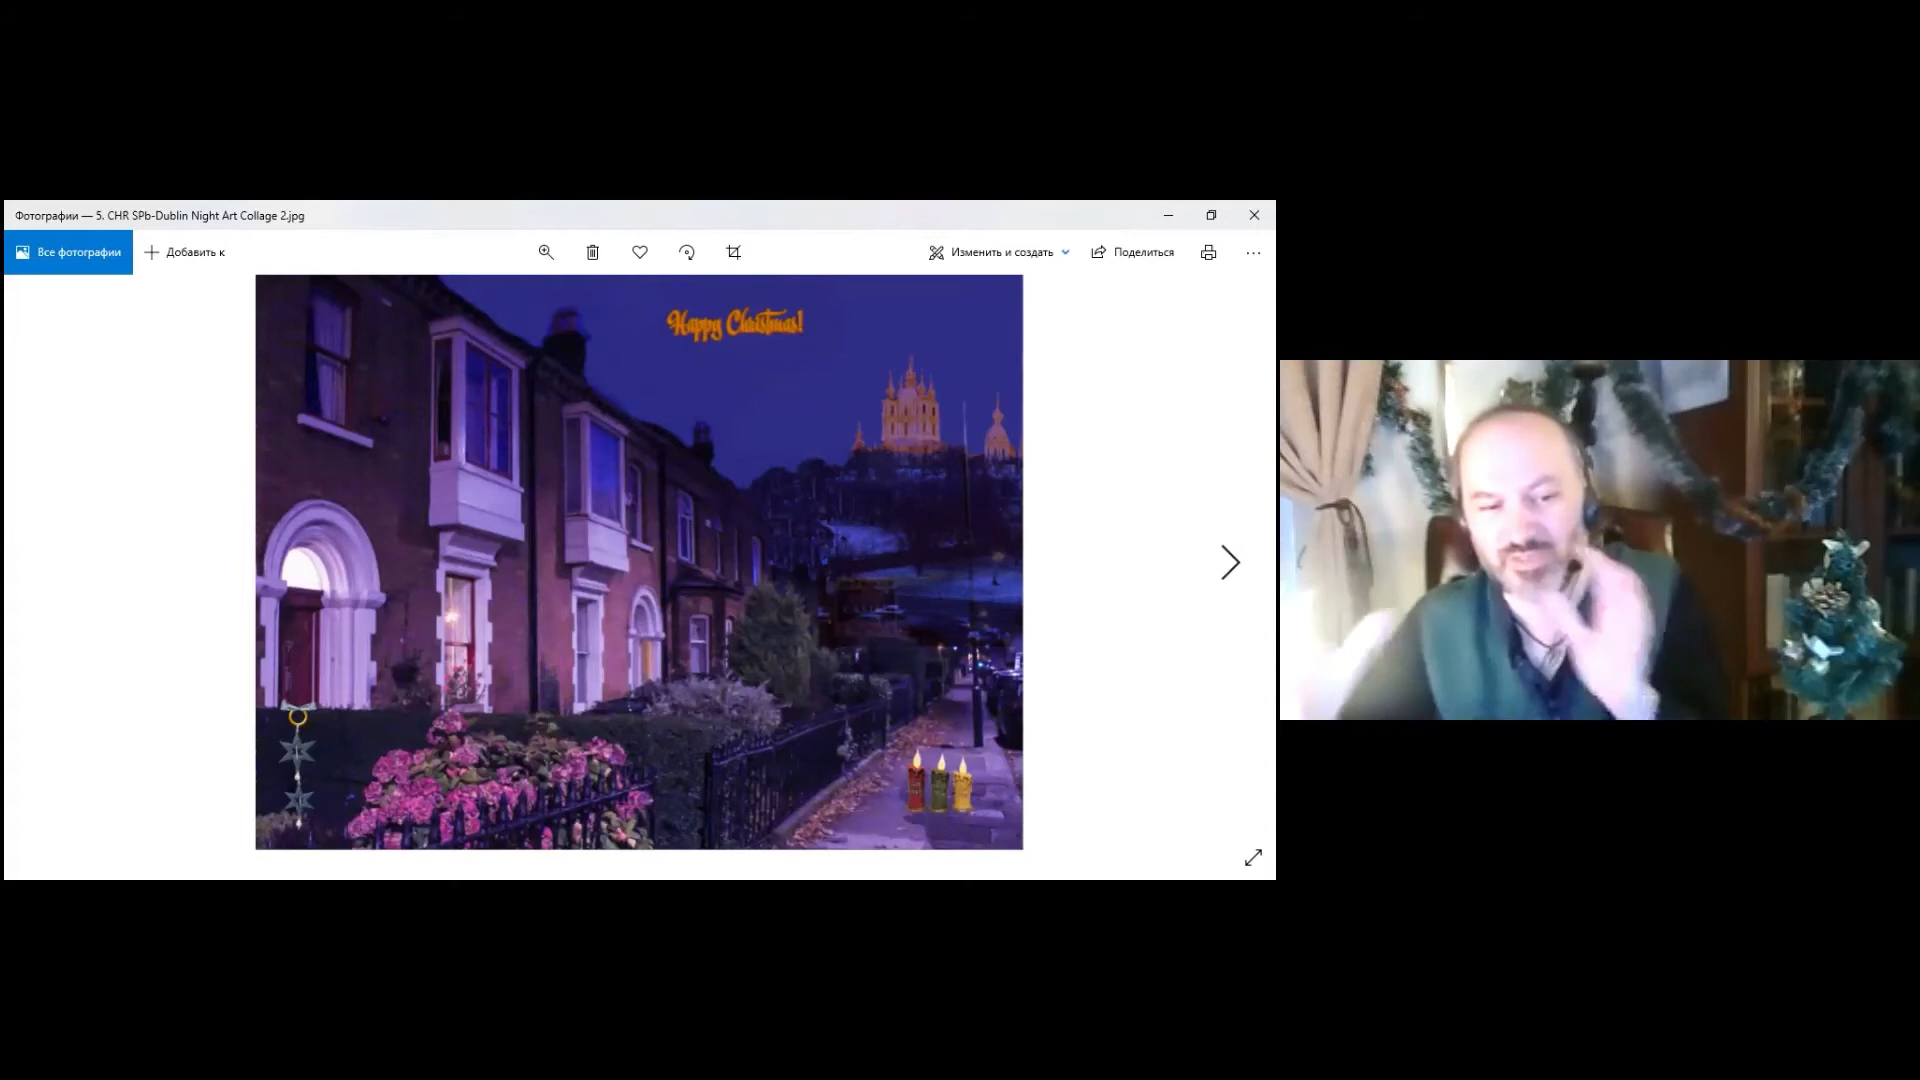 Фотографии — 5. CHR SPb-Dublin Night Art Collage 2.jpg
Все фотографии
Добавить к
Изменить и создать
Поделиться
Happy Christmas!